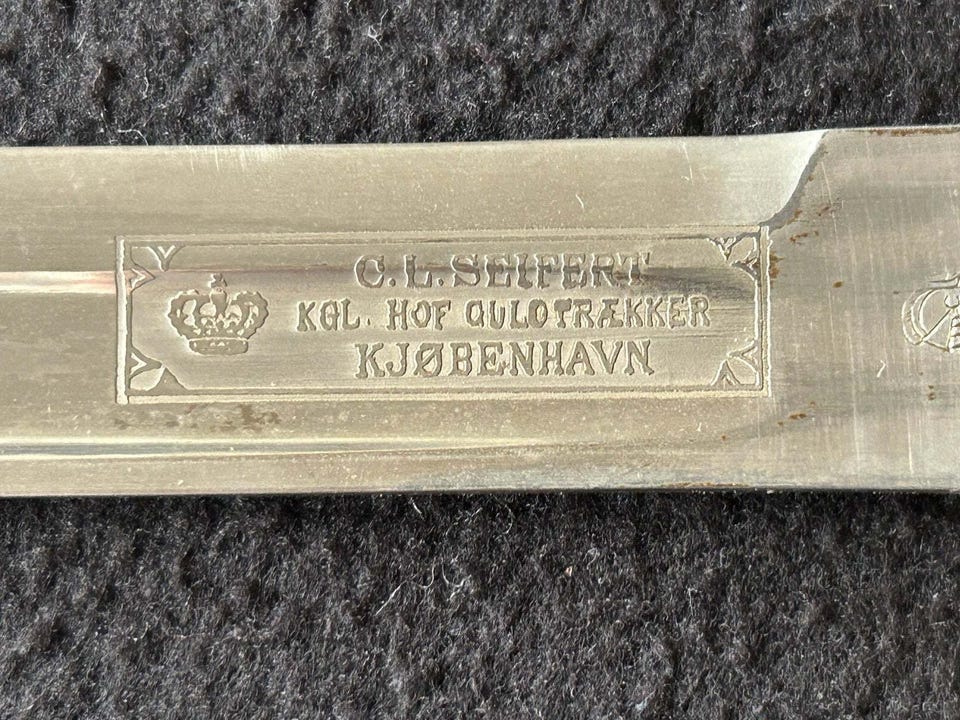 C.L.SEIFERT
KGL. HOF GULDTRÆKKER
KJØBENHAVN